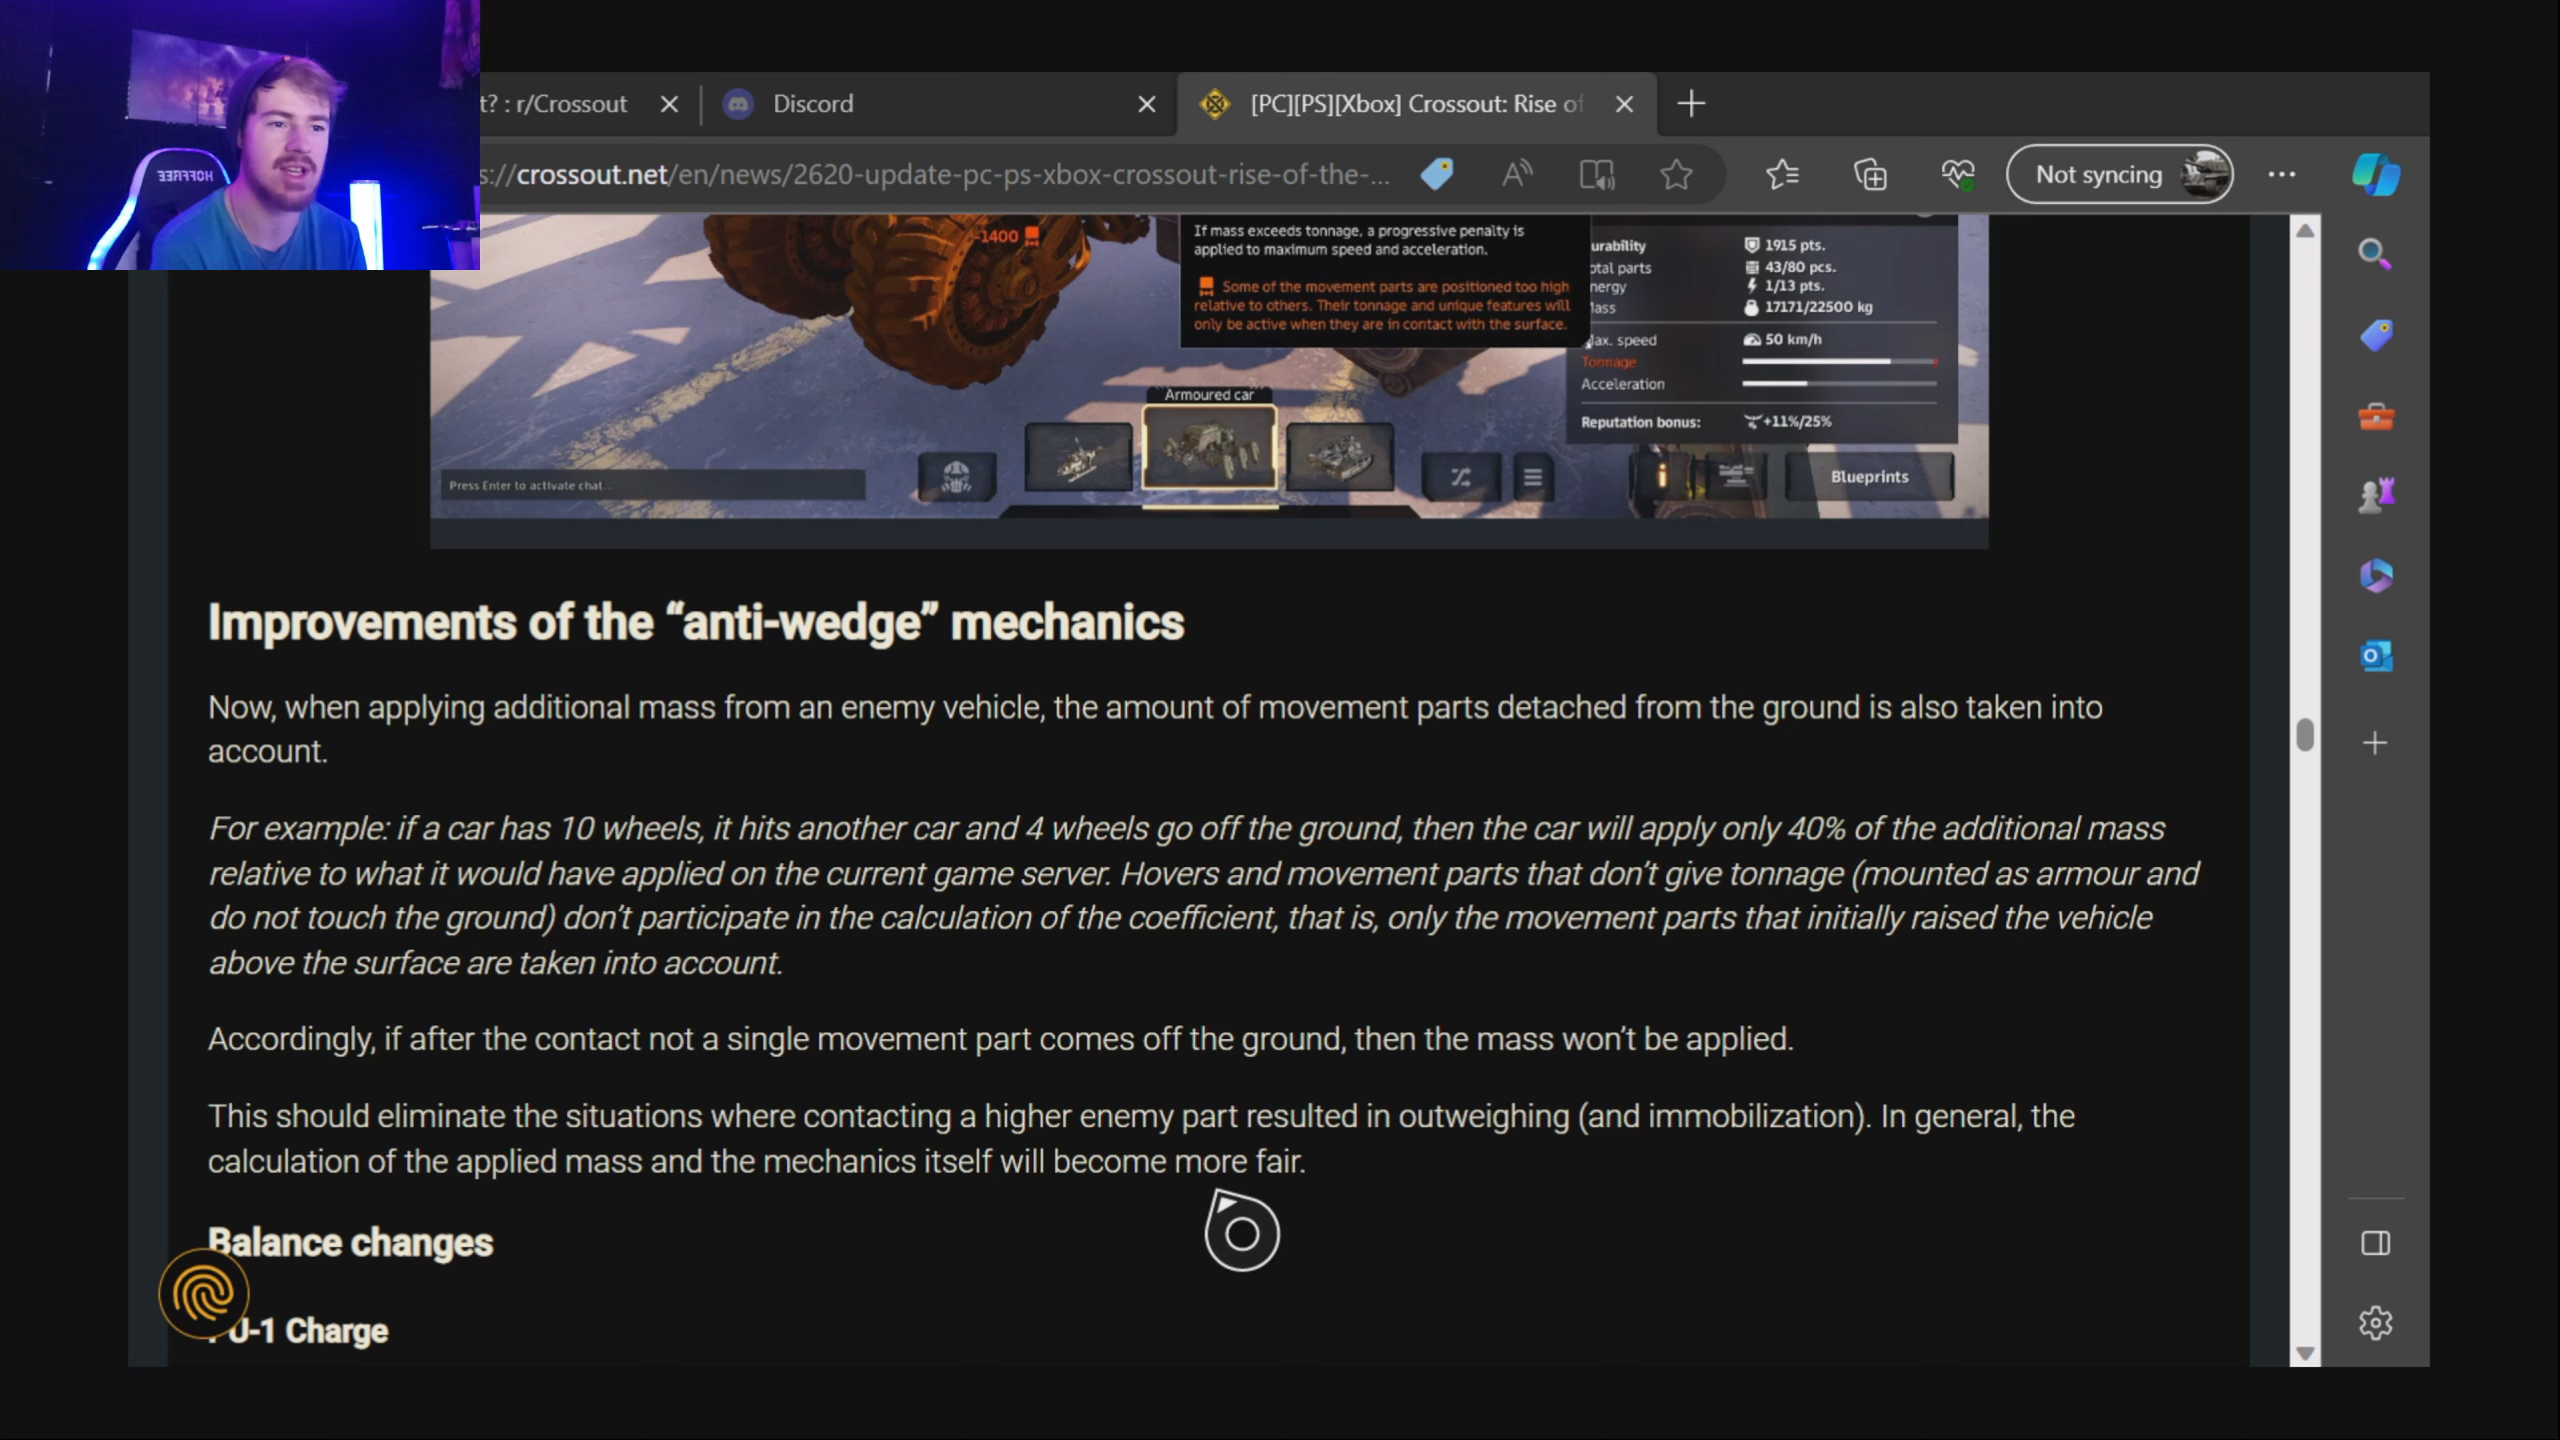 t? : r/Crossout
Discord
[PC][PS][Xbox] Crossout: Rise of
s://crossout.net/en/news/2620-update-pc-ps-xbox-crossout-rise-of-the-...
Not syncing
-1400
If mass exceeds tonnage, a progressive penalty is
applied to maximum speed and acceleration.
Some of the movement parts are positioned too high
relative to others. Their tonnage and unique features will
only be active when they are in contact with the surface.
urability 1915 pts.
otal parts 43/80 pcs.
nergy 1/13 pts.
lass 17171/22500 kg
ax. speed 50 km/h
Tonnage
Acceleration
Reputation bonus: +11%/25%
Armoured car
Press Enter to activate chat...
Blueprints
Improvements of the “anti-wedge” mechanics
Now, when applying additional mass from an enemy vehicle, the amount of movement parts detached from the ground is also taken into
account.
For example: if a car has 10 wheels, it hits another car and 4 wheels go off the ground, then the car will apply only 40% of the additional mass
relative to what it would have applied on the current game server. Hovers and movement parts that don’t give tonnage (mounted as armour and
do not touch the ground) don’t participate in the calculation of the coefficient, that is, only the movement parts that initially raised the vehicle
above the surface are taken into account.
Accordingly, if after the contact not a single movement part comes off the ground, then the mass won’t be applied.
This should eliminate the situations where contacting a higher enemy part resulted in outweighing (and immobilization). In general, the
calculation of the applied mass and the mechanics itself will become more fair.
Balance changes
U-1 Charge